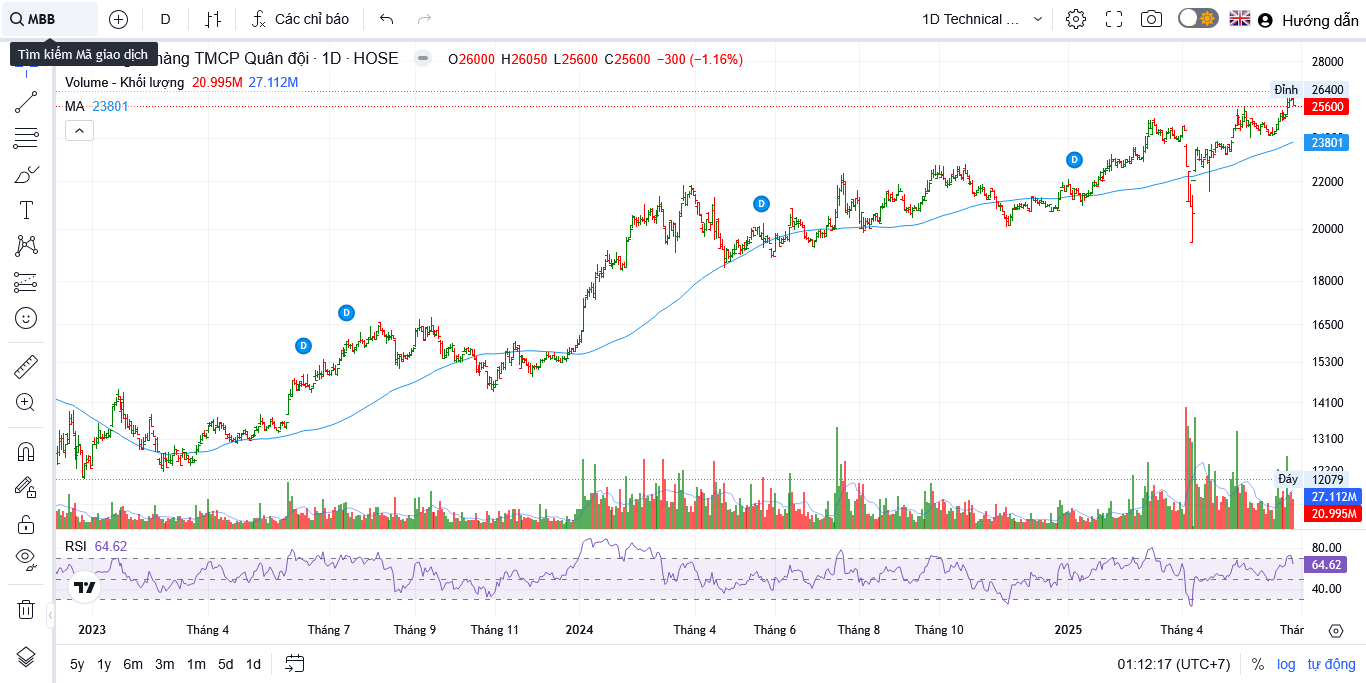 MBB
D
Các chỉ báo
1D Technical ...
Hướng dẫn
Tìm kiếm Mã giao dịch
hàng TMCP Quân đội · 1D · HOSE
O26000 H26050 L25600 C25600 −300 (−1.16%)
Volume - Khối lượng 20.995M 27.112M
MA 23801
28000
Đỉnh 26400
25600
23801
22000
20000
18000
16500
15300
14100
13100
12200
Đáy 12079
27.112M
20.995M
D
D
D
D
RSI 64.62
80.00
64.62
40.00
2023 Tháng 4 Tháng 7 Tháng 9 Tháng 11 2024 Tháng 4 Tháng 6 Tháng 8 Tháng 10 2025 Tháng 4 Thár
5y 1y 6m 3m 1m 5d 1d
01:12:17 (UTC+7) % log tự động